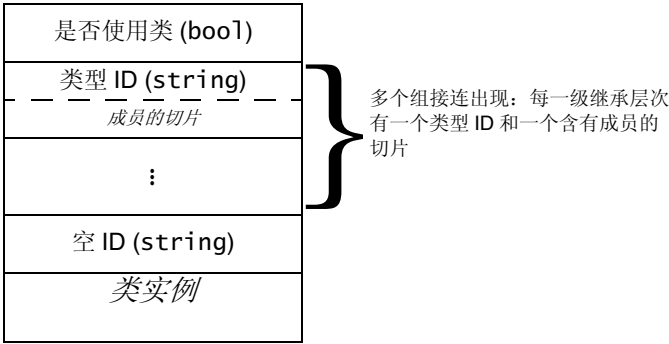 是否使用类 (bool)
类型 ID (string)
成员的切片
⋮
空 ID (string)
类实例
多个组接连出现：每一级继承层次
有一个类型 ID 和一个含有成员的
切片